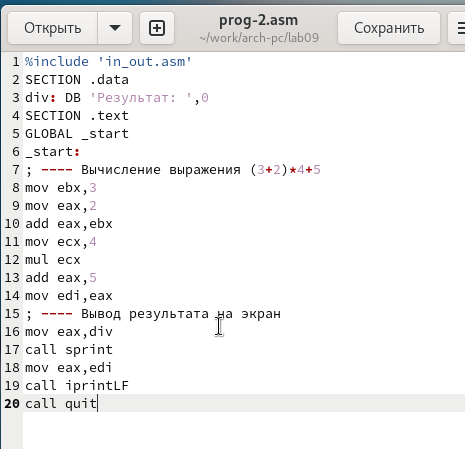 Открыть
prog-2.asm
~/work/arch-pc/lab09
Сохранить
1 %include 'in_out.asm'
2 SECTION .data
3 div: DB 'Результат: ',0
4 SECTION .text
5 GLOBAL _start
6 _start:
7 ; ---- Вычисление выражения (3+2)*4+5
8 mov ebx,3
9 mov eax,2
10 add eax,ebx
11 mov ecx,4
12 mul ecx
13 add eax,5
14 mov edi,eax
15 ; ---- Вывод результата на экран
16 mov eax,div
17 call sprint
18 mov eax,edi
19 call iprintLF
20 call quit